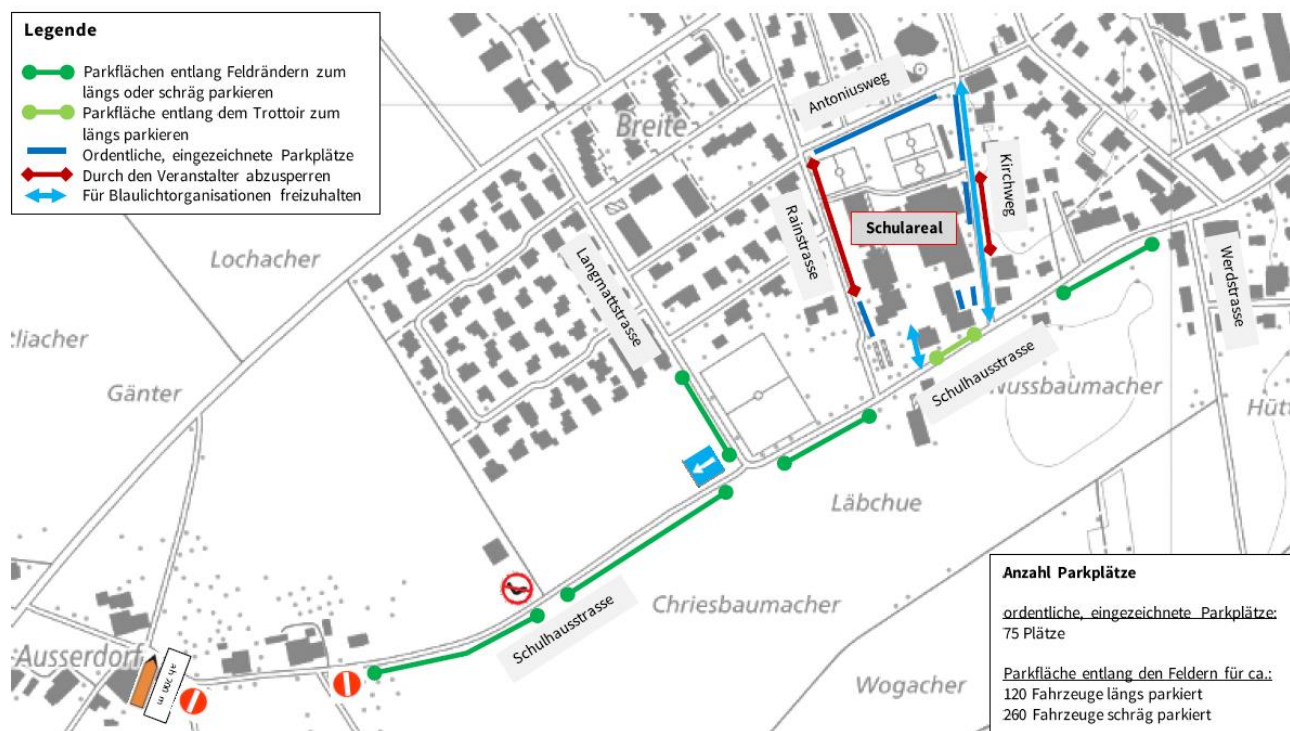 Legende
Parkflächen entlang Feldrändern zum
längs oder schräg parkieren
Parkfläche entlang dem Trottoir zum
längs parkieren
Ordentliche, eingezeichnete Parkplätze
Durch den Veranstalter abzusperren
Für Blaulichtorganisationen freizuhalten
Antoniusweg
Breite
Kirchweg
Rainstrasse
Schulareal
Lochacher
Langmattstrasse
Werdstrasse
zliacher
Gänter
Schulhausstrasse
Nussbaumacher
Hütt
Läbchue
Chriesbaumacher
Schulhausstrasse
Ausserdorf
ab 200 m
Wogacher
Anzahl Parkplätze
ordentliche, eingezeichnete Parkplätze:
75 Plätze
Parkfläche entlang den Feldern für ca.:
120 Fahrzeuge längs parkiert
260 Fahrzeuge schräg parkiert